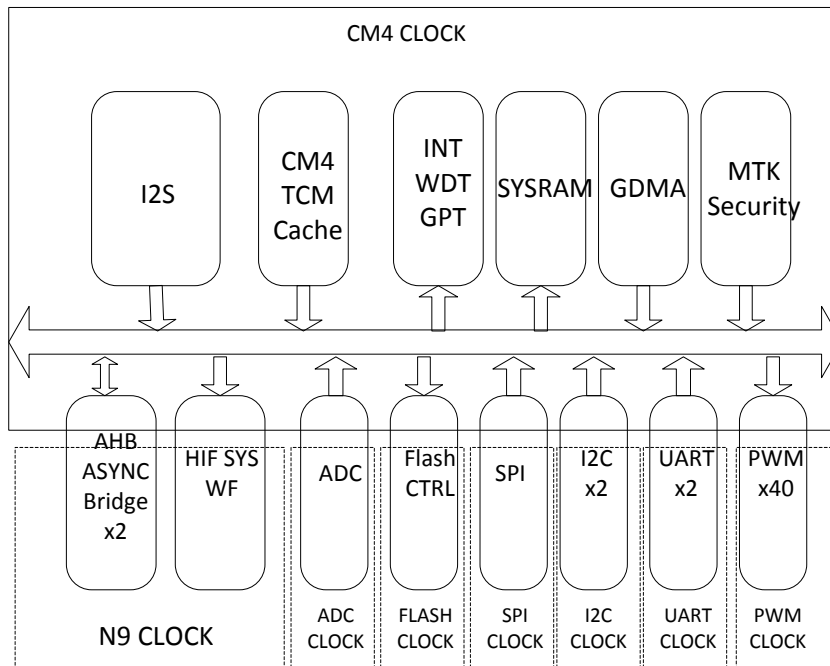 CM4 CLOCK
I2S
CM4
TCM
Cache
INT
WDT
GPT
SYSRAM
GDMA
MTK
Security
AHB
ASYNC
Bridge
x2
HIF SYS
WF
ADC
Flash
CTRL
SPI
I2C
x2
UART
x2
PWM
x40
N9 CLOCK
ADC
CLOCK
FLASH
CLOCK
SPI
CLOCK
I2C
CLOCK
UART
CLOCK
PWM
CLOCK